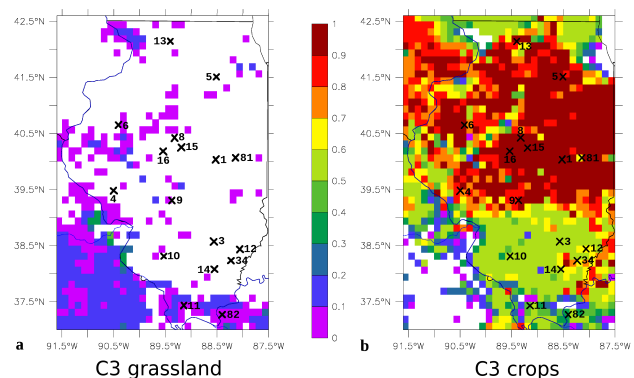 42.5°N
41.5°N
40.5°N
39.5°N
38.5°N
37.5°N
13
5
6
8
15
16
1
81
4
9
3
12
10
34
14
11
82
91.5°W
90.5°W
89.5°W
88.5°W
87.5°W
a
C3 grassland
1
0.9
0.8
0.7
0.6
0.5
0.4
0.3
0.2
0.1
0
42.5°N
41.5°N
40.5°N
39.5°N
38.5°N
37.5°N
13
5
6
8
15
16
1
81
4
9
3
12
10
34
14
11
82
91.5°W
90.5°W
89.5°W
88.5°W
87.5°W
b
C3 crops